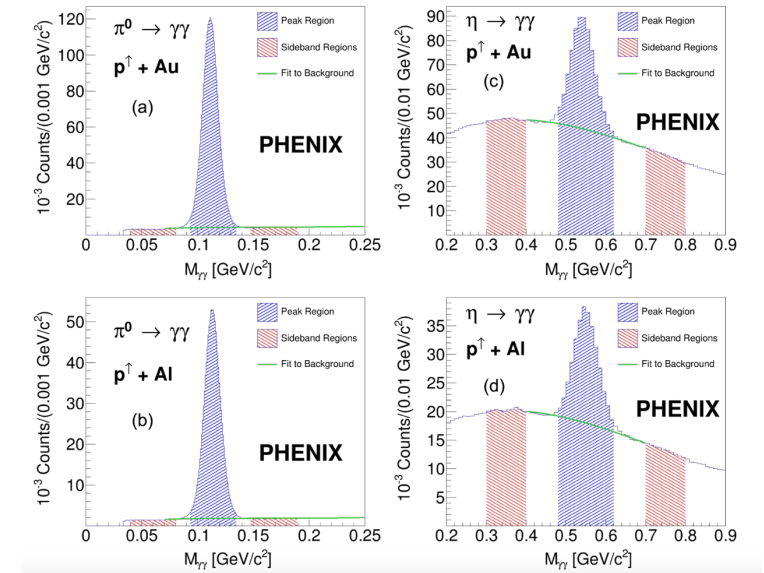 π⁰ → γγ
p↑ + Au
(a)
Peak Region
Sideband Regions
Fit to Background
PHENIX
10⁻³ Counts/(0.001 GeV/c²)
120
100
80
60
40
20
0 0.05 0.1 0.15 0.2 0.25
Mγγ [GeV/c²]
η → γγ
p↑ + Au
(c)
Peak Region
Sideband Regions
Fit to Background
PHENIX
10⁻³ Counts/(0.01 GeV/c²)
90
80
70
60
50
40
30
20
10
0.2 0.3 0.4 0.5 0.6 0.7 0.8 0.9
Mγγ [GeV/c²]
π⁰ → γγ
p↑ + Al
(b)
Peak Region
Sideband Regions
Fit to Background
PHENIX
10⁻³ Counts/(0.001 GeV/c²)
50
40
30
20
10
0 0.05 0.1 0.15 0.2 0.25
Mγγ [GeV/c²]
η → γγ
p↑ + Al
(d)
Peak Region
Sideband Regions
Fit to Background
PHENIX
10⁻³ Counts/(0.01 GeV/c²)
35
30
25
20
15
10
5
0.2 0.3 0.4 0.5 0.6 0.7 0.8 0.9
Mγγ [GeV/c²]